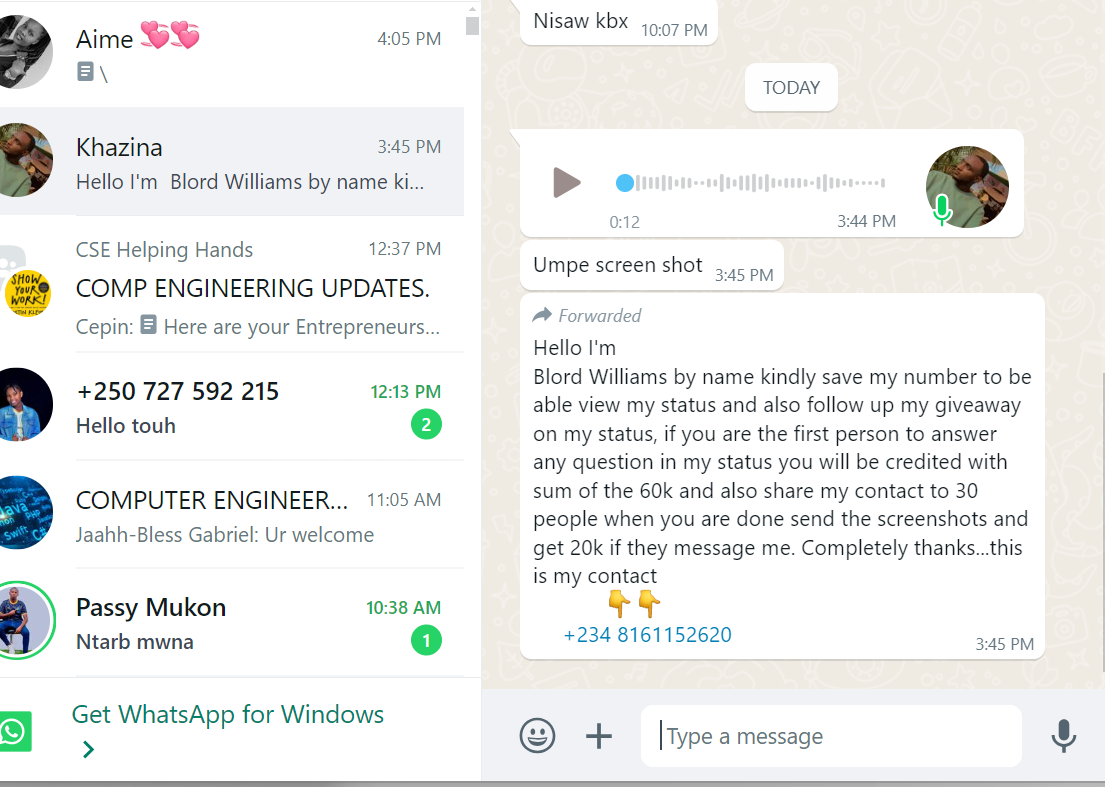 Aime 💞💞
4:05 PM
\
Khazina
3:45 PM
Hello I'm Blord Williams by name ki...
CSE Helping Hands
12:37 PM
SHOW
YOUR
WORK!
COMP ENGINEERING UPDATES.
Cepin: Here are your Entrepreneurs...
+250 727 592 215
12:13 PM
Hello touh
2
Java
Swift
C#
COMPUTER ENGINEER...
11:05 AM
Jaahh-Bless Gabriel: Ur welcome
Passy Mukon
10:38 AM
Ntarb mwna
1
Get WhatsApp for Windows
Nisaw kbx
10:07 PM
TODAY
0:12
3:44 PM
Umpe screen shot
3:45 PM
Forwarded
Hello I'm
Blord Williams by name kindly save my number to be
able view my status and also follow up my giveaway
on my status, if you are the first person to answer
any question in my status you will be credited with
sum of the 60k and also share my contact to 30
people when you are done send the screenshots and
get 20k if they message me. Completely thanks...this
is my contact
👇👇
+234 8161152620
3:45 PM
Type a message